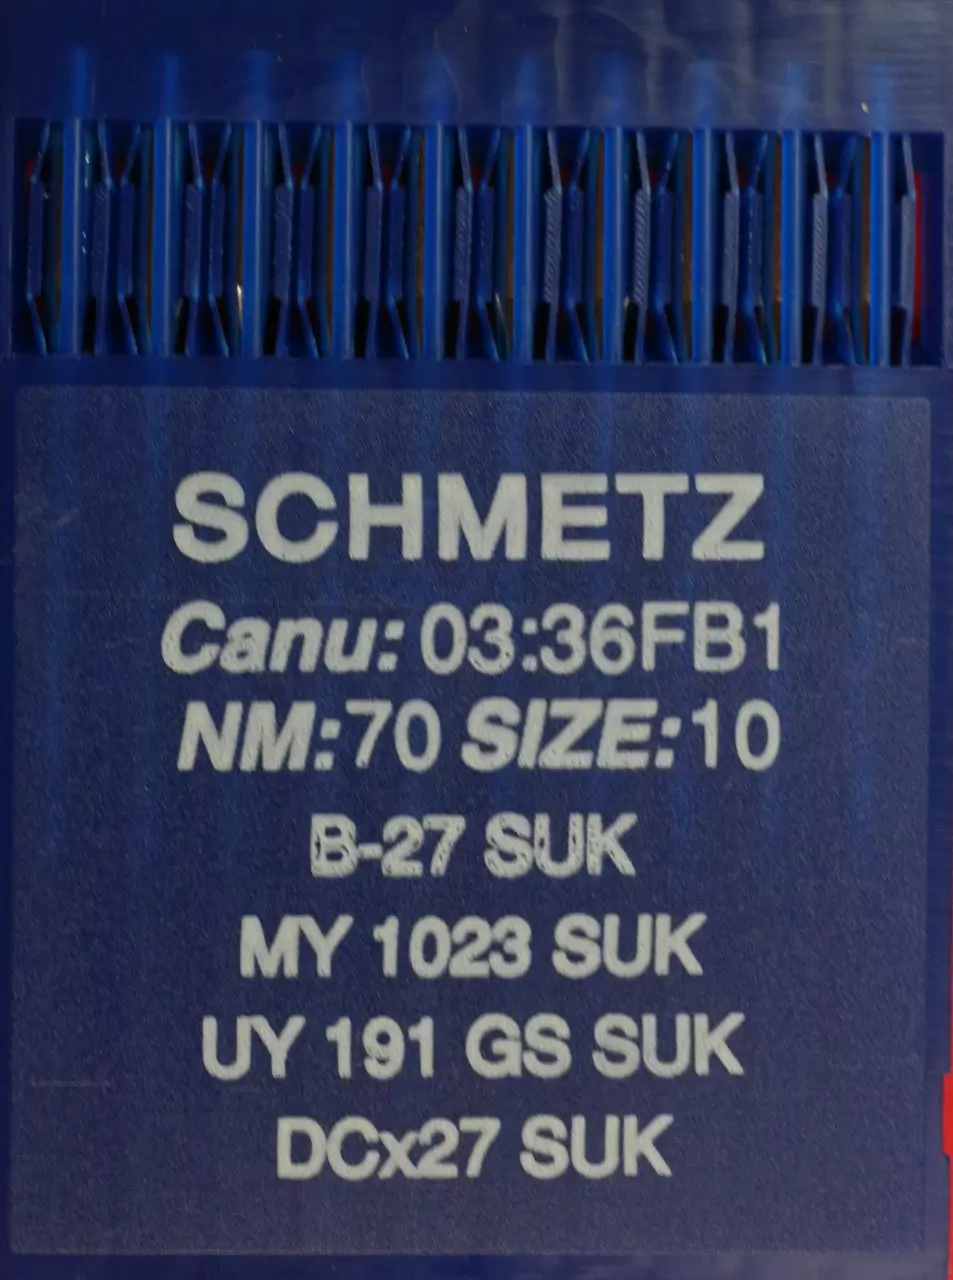 SCHMETZ
Canu: 03:36FB1
NM:70 SIZE:10
B-27 SUK
MY 1023 SUK
UY 191 GS SUK
DCx27 SUK